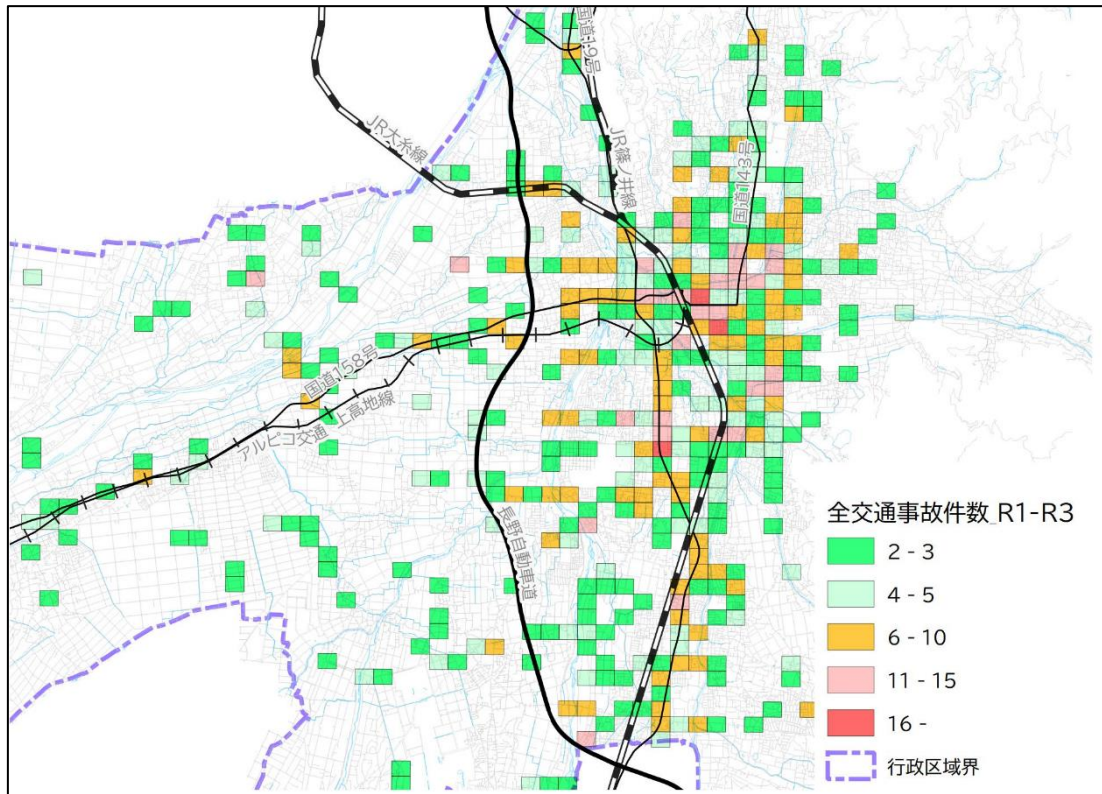 国道19号
JR大糸線
JR篠ノ井線
国道143号
国道158号
アルピコ交通 上高地線
長野自動車道
全交通事故件数_R1-R3
2 - 3
4 - 5
6 - 10
11 - 15
16 -
行政区域界